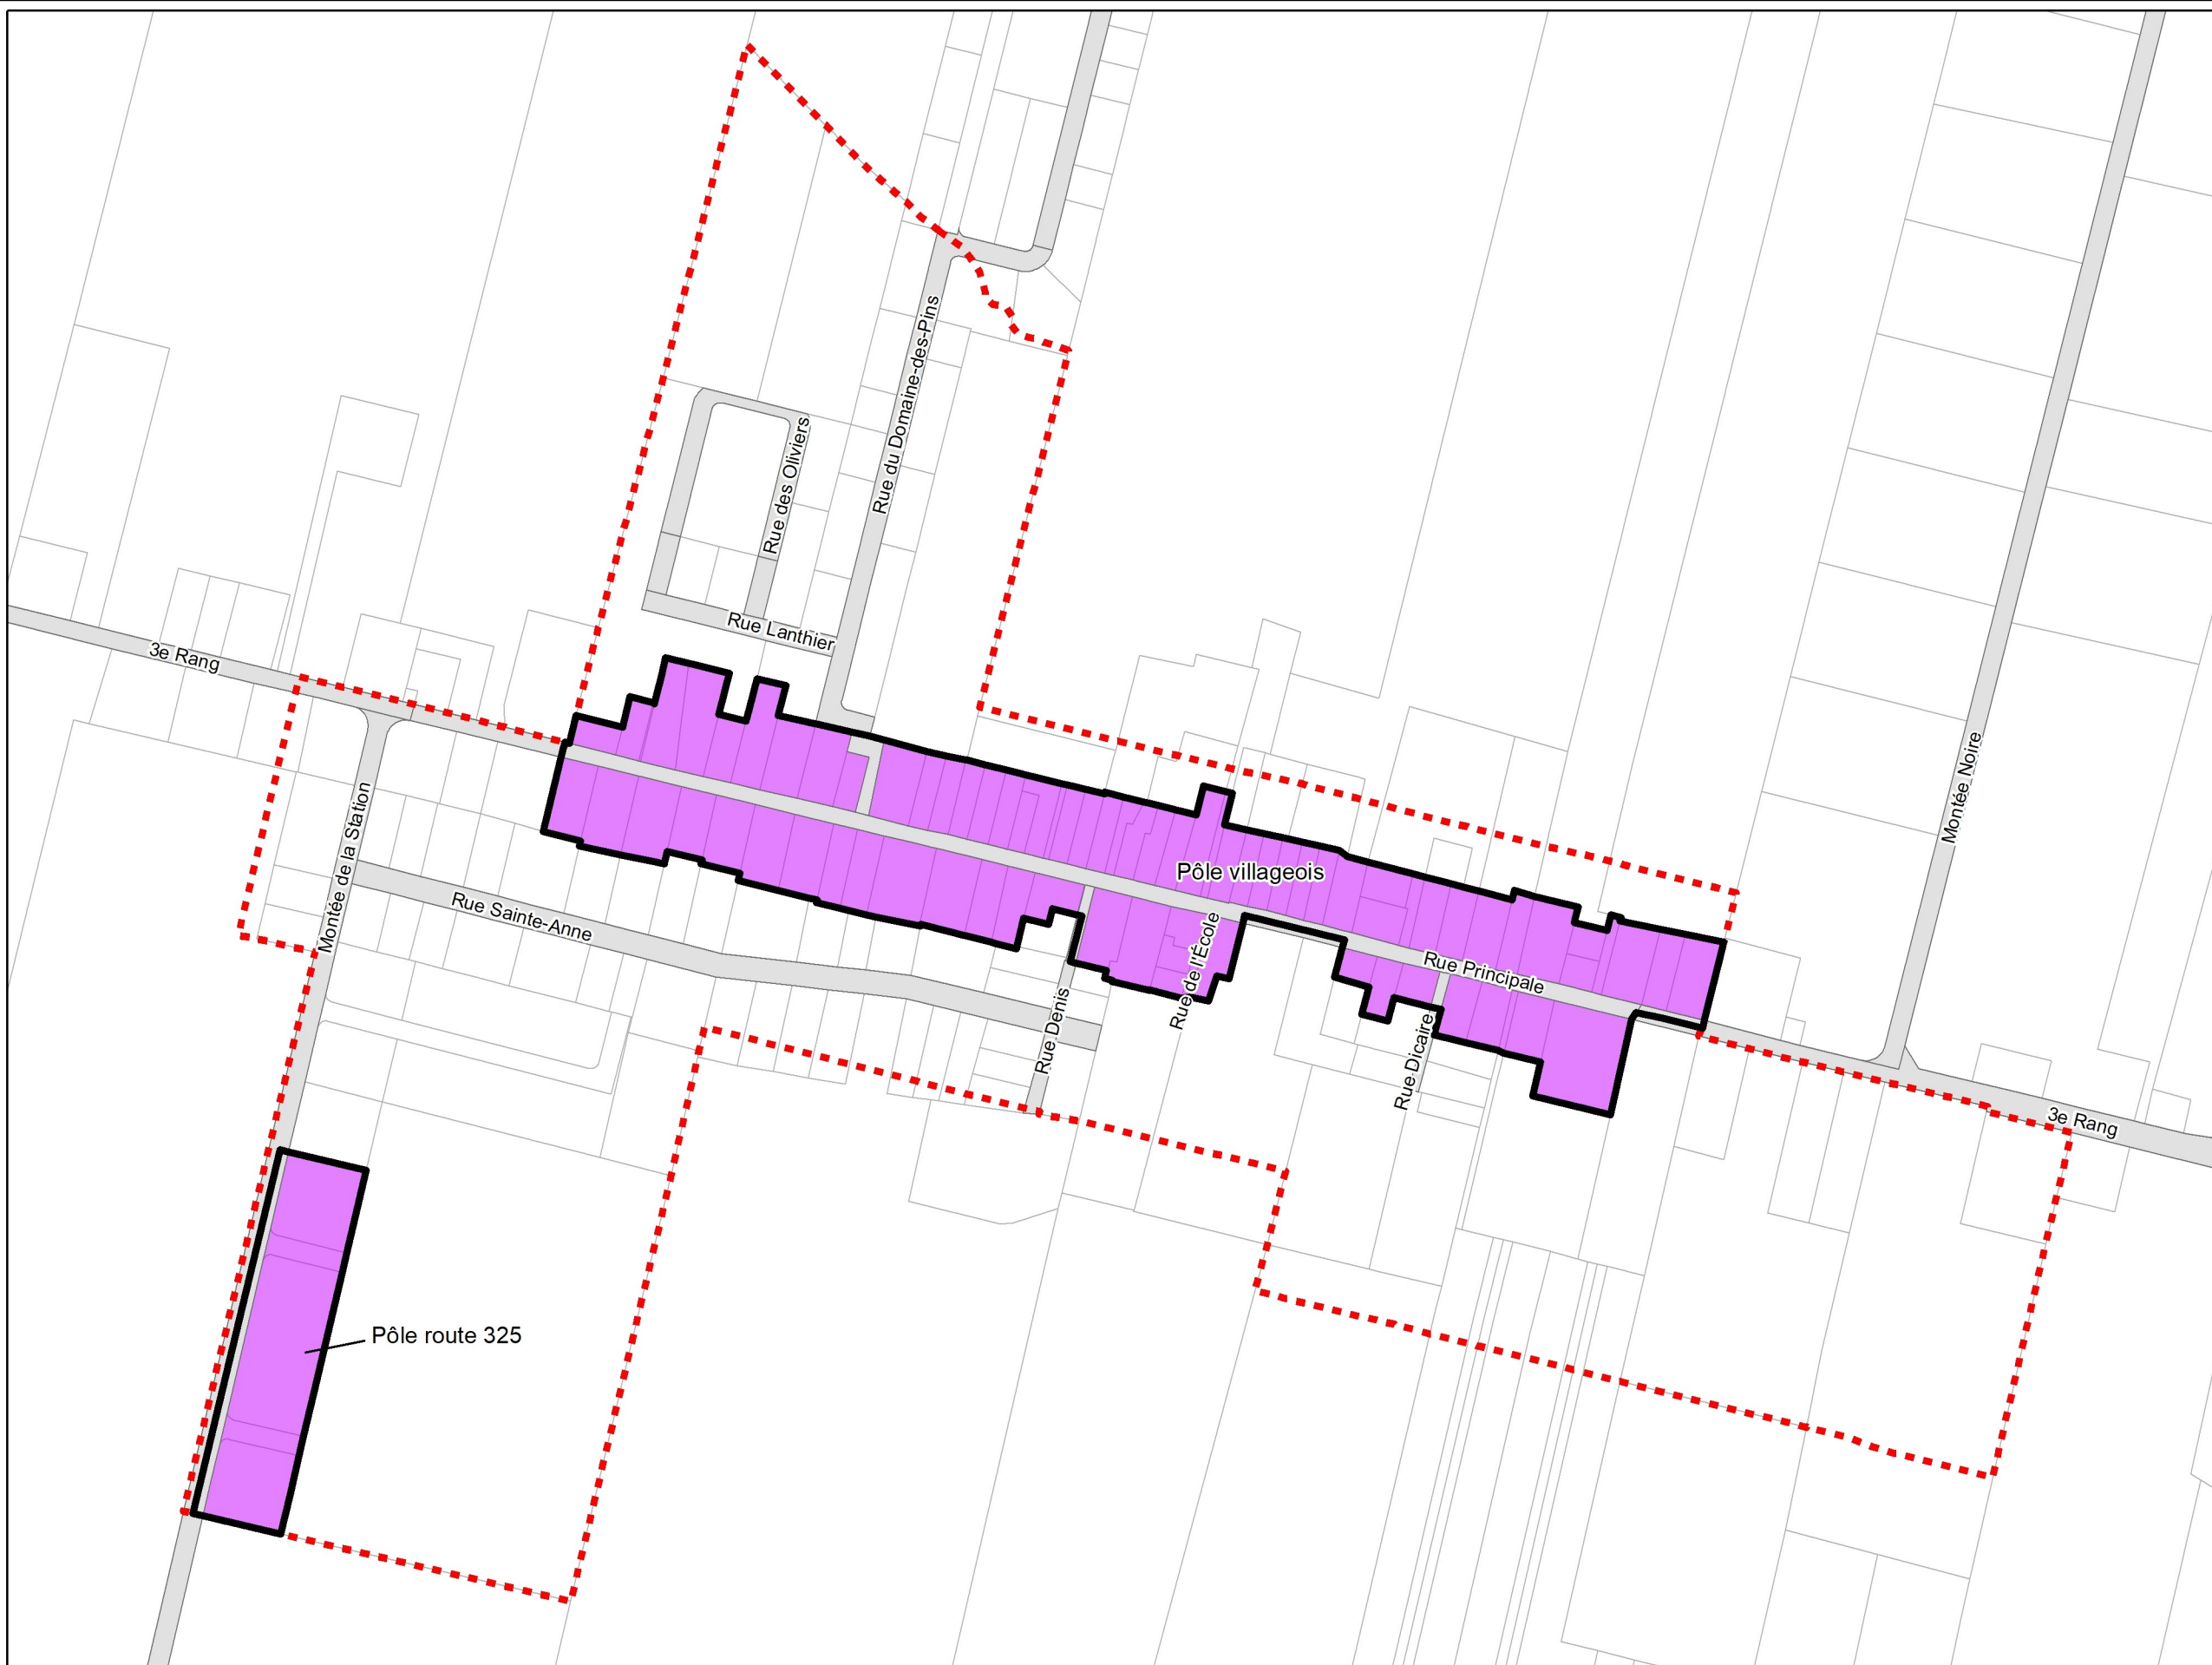 Rue du Domaine-des-Pins
Rue des Oliviers
Rue Lanthier
3e Rang
Montée Noire
Montée de la Station
Pôle villageois
Rue Sainte-Anne
Rue de l'École
Rue Principale
Rue Denis
Rue Dicaire
3e Rang
Pôle route 325